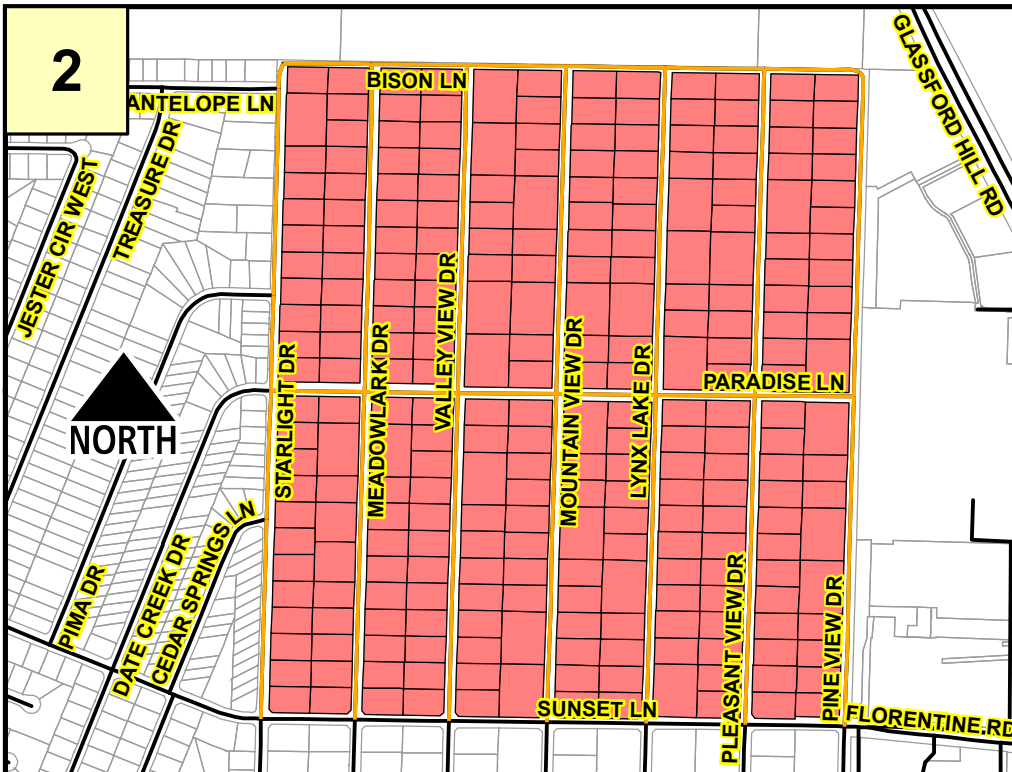 2
BISON LN
ANTELOPE LN
GLASSFORD HILL RD
TREASURE DR
JESTER CIR WEST
STARLIGHT DR
MEADOWLARK DR
VALLEY VIEW DR
MOUNTAIN VIEW DR
LYNX LAKE DR
PARADISE LN
NORTH
PIMA DR
DATE CREEK DR
CEDAR SPRINGS LN
PLEASANT VIEW DR
PINE VIEW DR
SUNSET LN
FLORENTINE RD